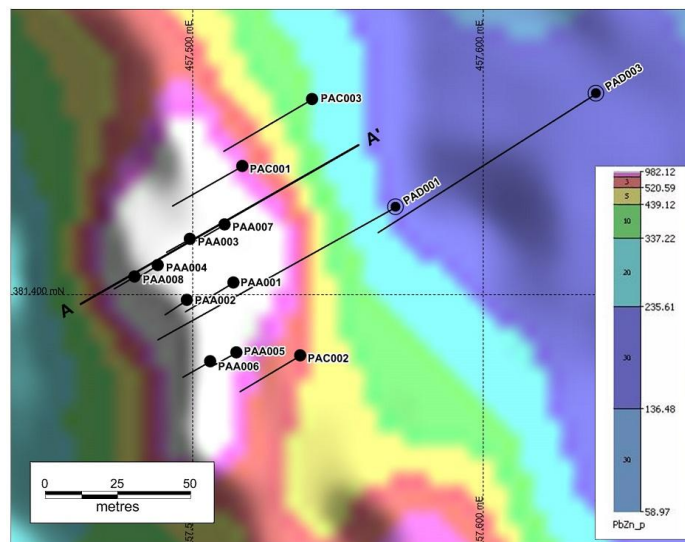 457,500 mE
457,600 mE
PAD003
PAC003
A'
PAC001
PAD001
PAA007
PAA003
PAA004
PAA008
PAA001
381,400 mN
PAA002
A
PAA005
PAA006
PAC002
982.12
3
520.59
5
439.12
10
337.22
20
235.61
30
136.48
30
58.97
PbZn_p
0 25 50
metres
457,5
457,600 mE